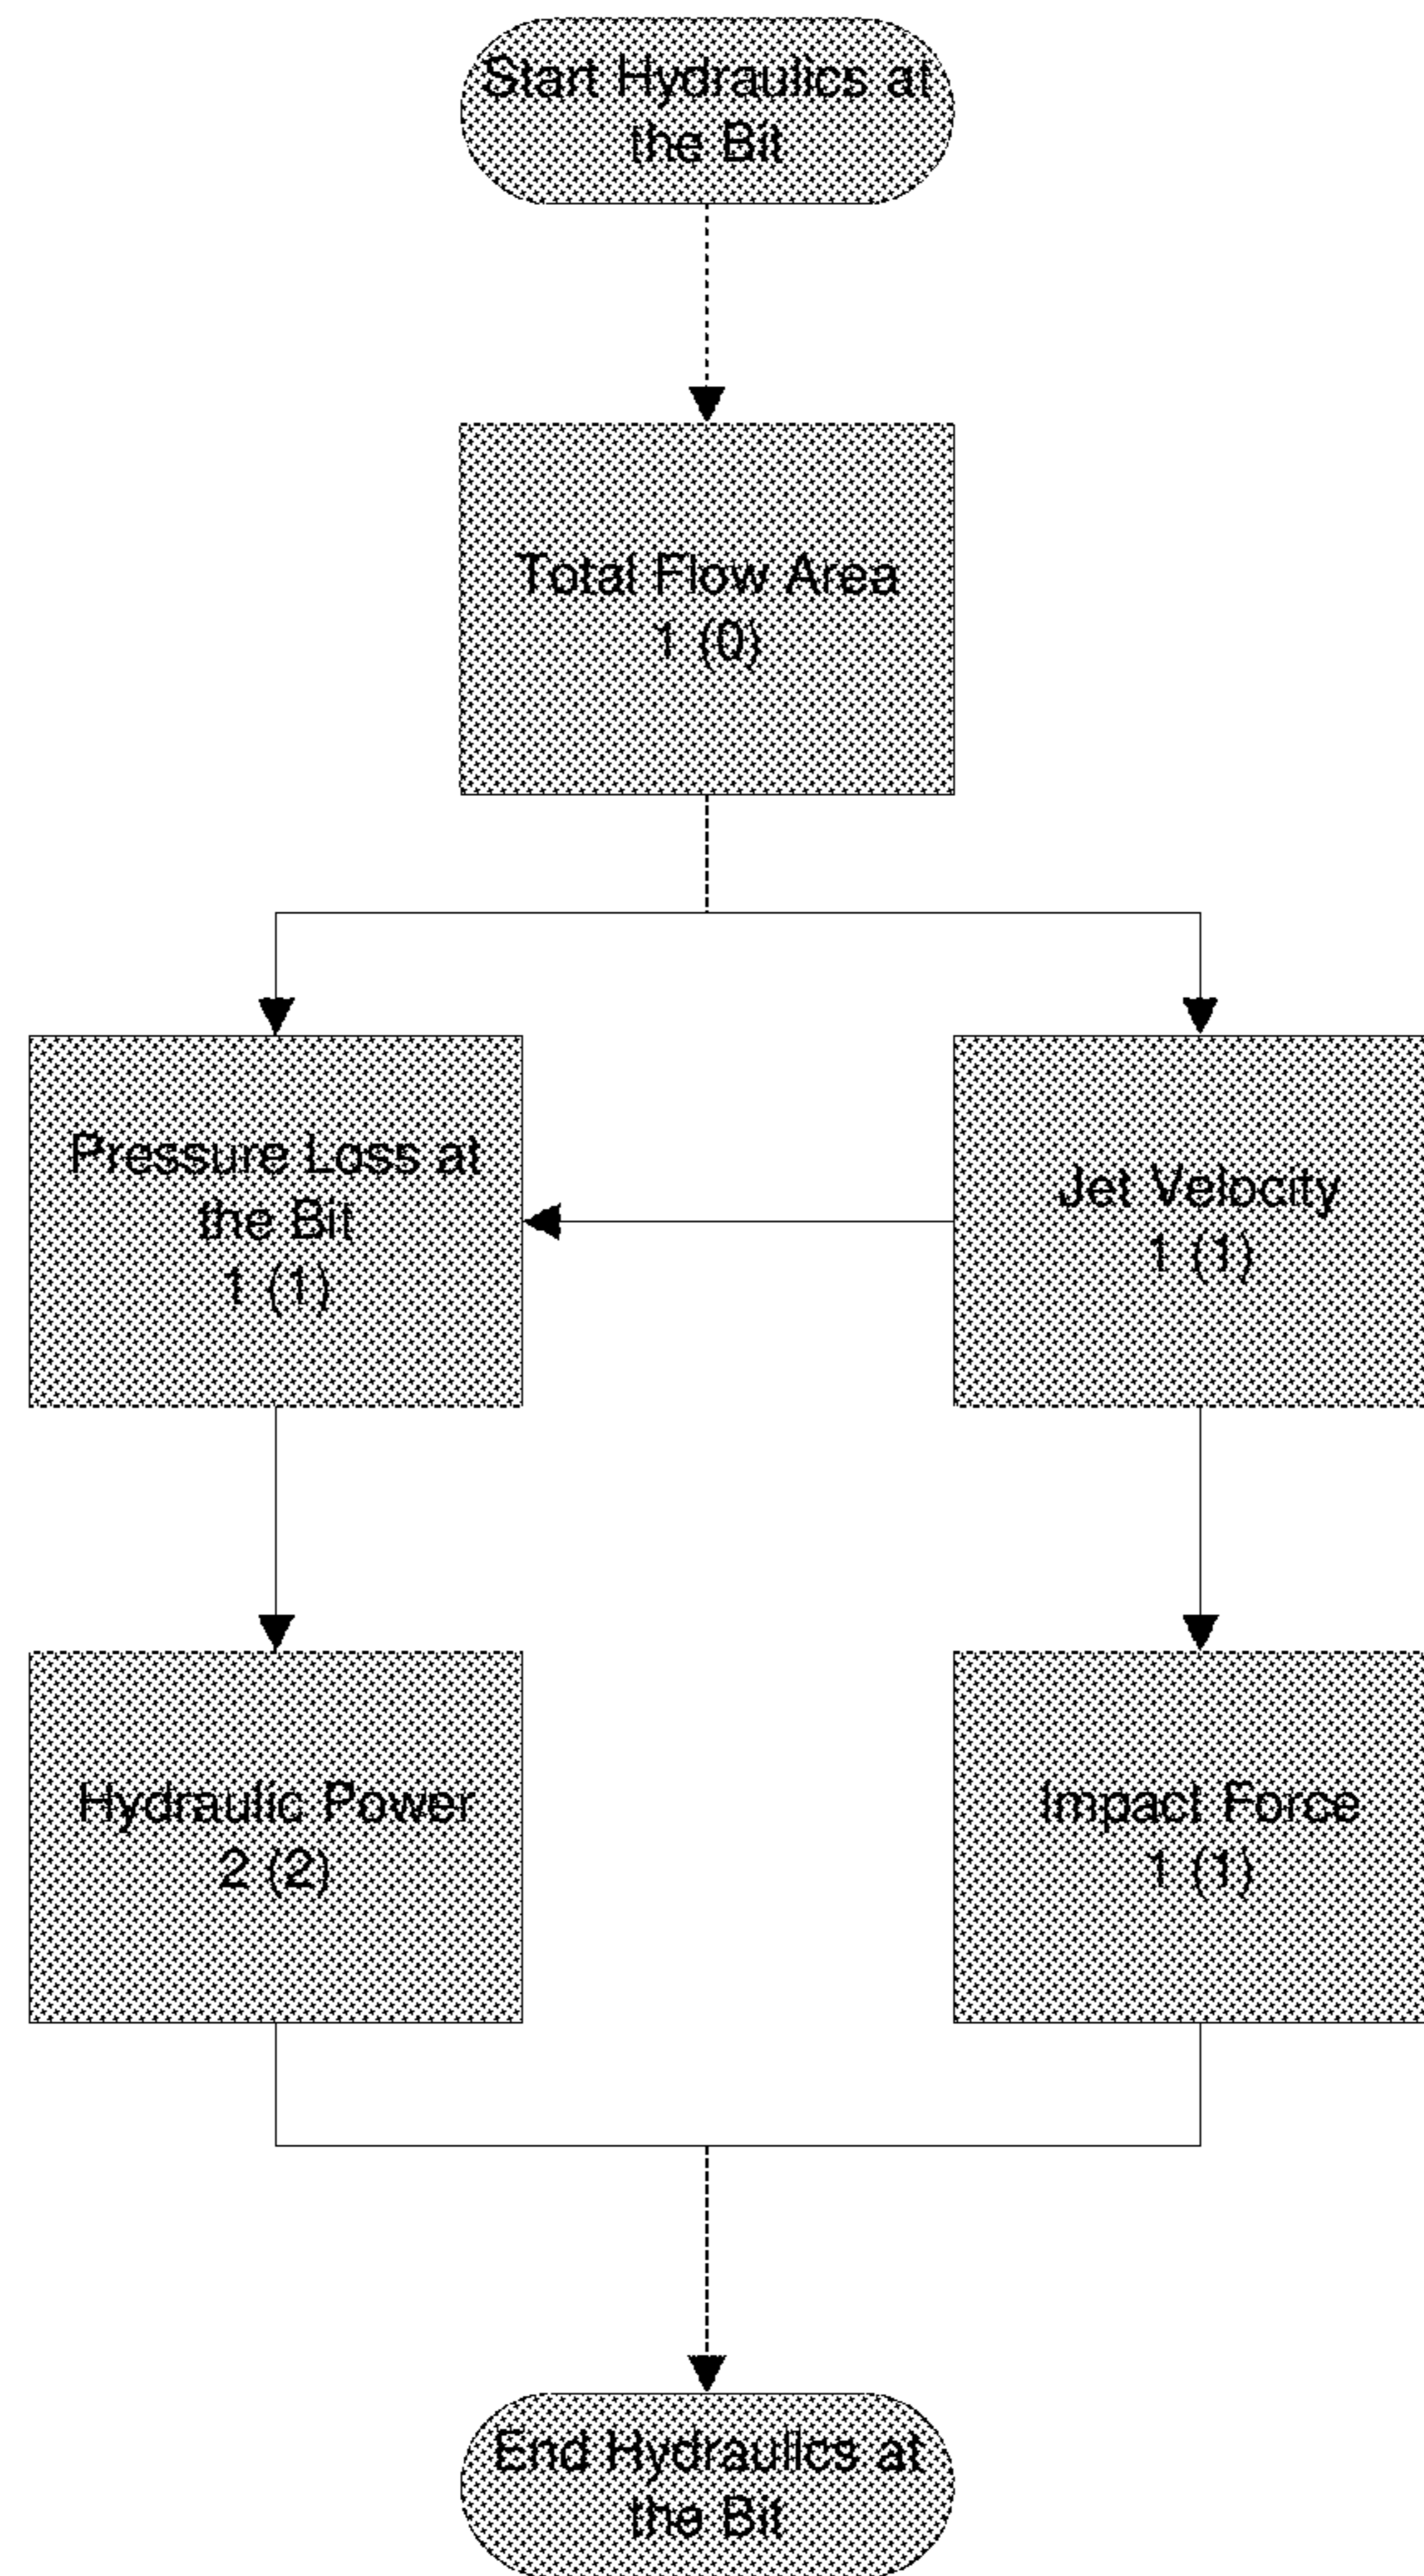 Start Hydraulics at
the Bit
Total Flow Area
1 (0)
Pressure Loss at
the Bit
1 (1)
Jet Velocity
1 (1)
Hydraulic Power
2 (2)
Impact Force
1 (1)
End Hydraulics at
the Bit